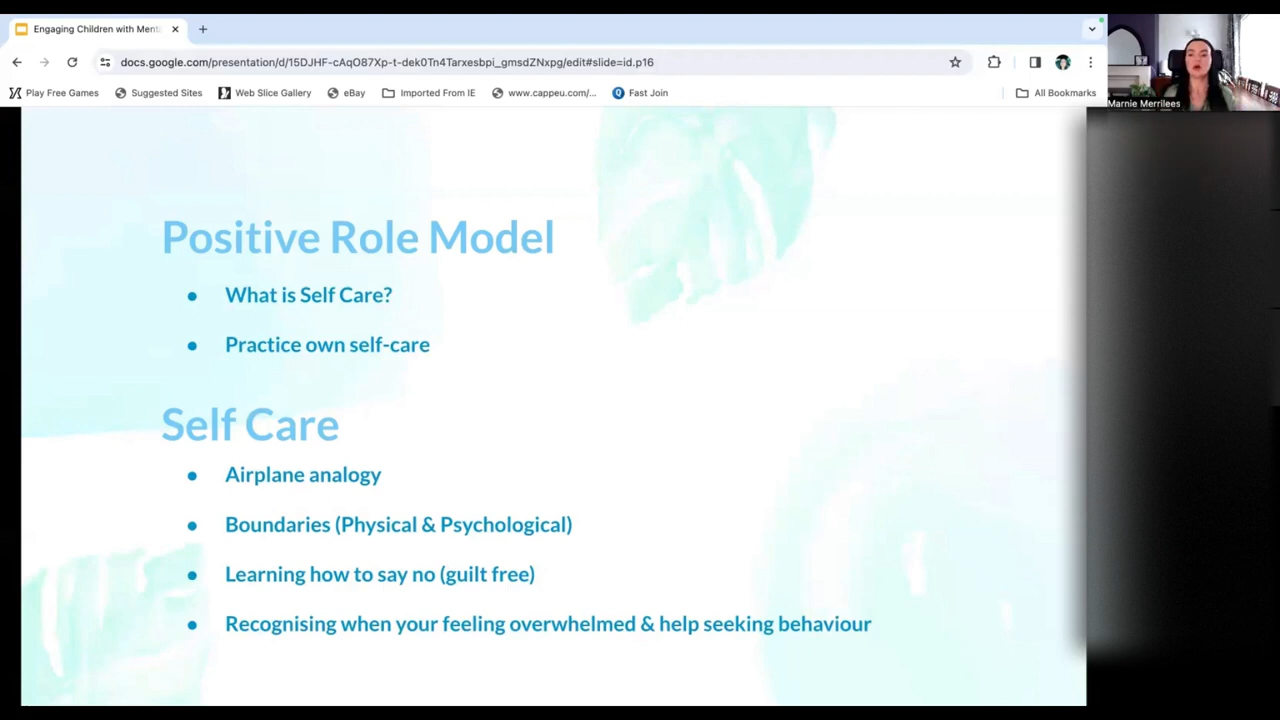 Engaging Children with Ment
docs.google.com/presentation/d/15DJHF-cAqO87Xp-t-dek0Tn4Tarxesbpi_gmsdZNxpg/edit#slide=id.p16
Play Free Games
Suggested Sites
Web Slice Gallery
eBay
Imported From IE
www.cappeu.com/...
Fast Join
All Bookmarks
Marnie Merrilees
Positive Role Model
● What is Self Care?
● Practice own self-care
Self Care
● Airplane analogy
● Boundaries (Physical & Psychological)
● Learning how to say no (guilt free)
● Recognising when your feeling overwhelmed & help seeking behaviour